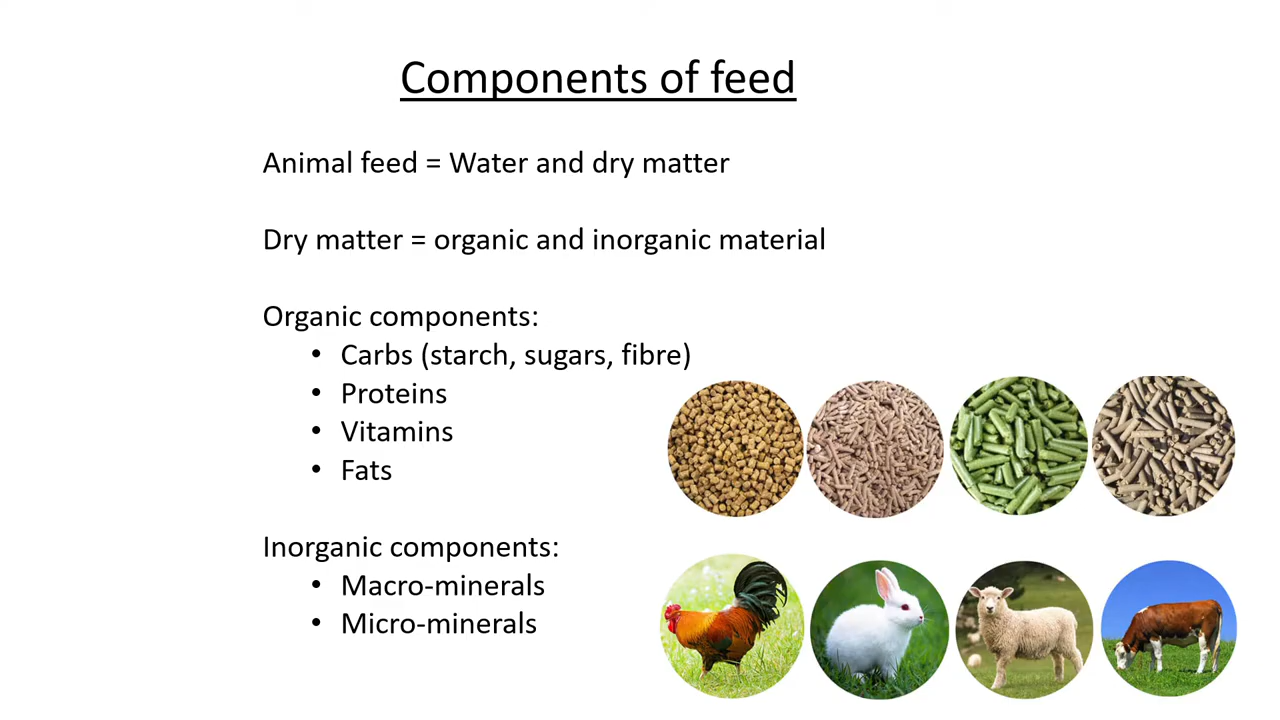 Components of feed
Animal feed = Water and dry matter
Dry matter = organic and inorganic material
Organic components:
• Carbs (starch, sugars, fibre)
• Proteins
• Vitamins
• Fats
Inorganic components:
• Macro-minerals
• Micro-minerals